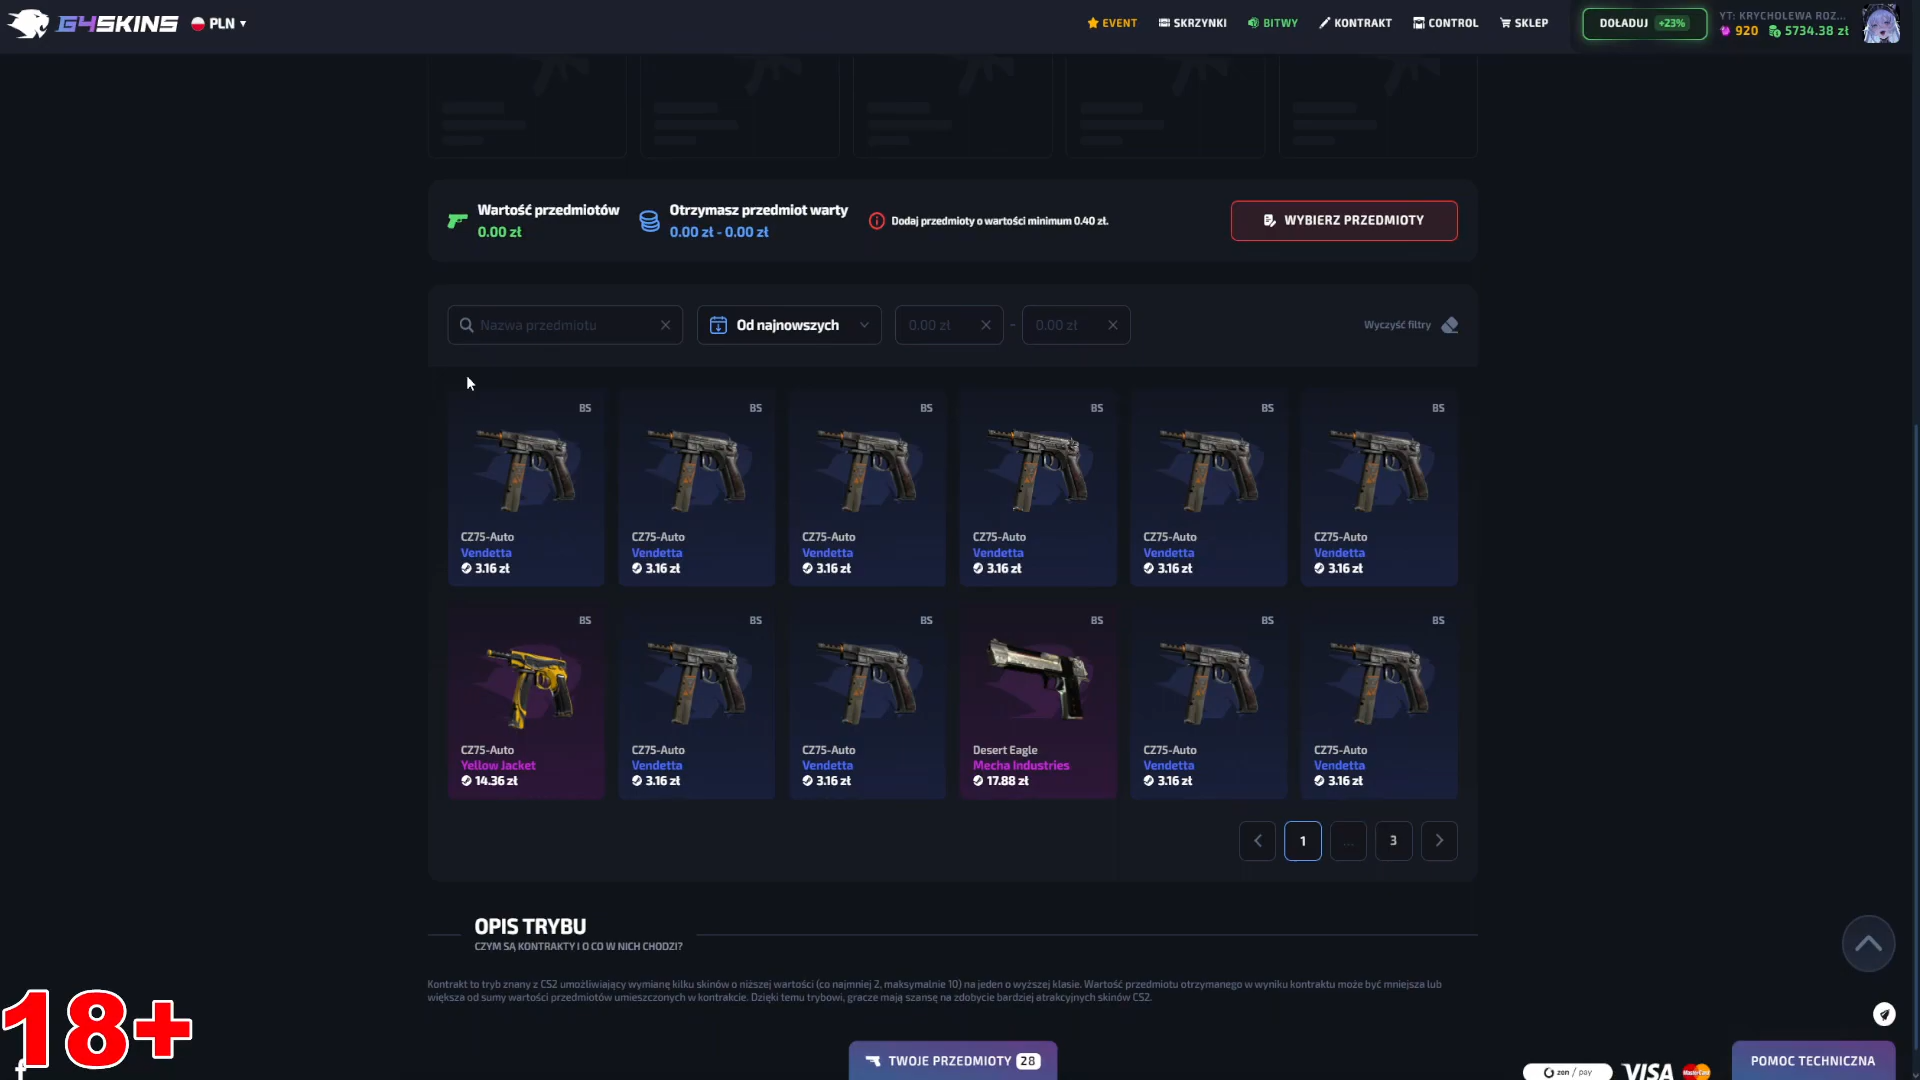 G4SKINS
PLN
EVENT
SKRZYNKI
BITWY
KONTRAKT
CONTROL
SKLEP
DOŁADUJ +23%
YT: KRYCHOLEWA ROZ...
920 5734.38 zł
Wartość przedmiotów
0.00 zł
Otrzymasz przedmiot warty
0.00 zł - 0.00 zł
Dodaj przedmioty o wartości minimum 0.40 zł.
WYBIERZ PRZEDMIOTY
Nazwa przedmiotu
Od najnowszych
0.00 zł - 0.00 zł
Wyczyść filtry
BS BS BS BS BS BS
CZ75-Auto CZ75-Auto CZ75-Auto CZ75-Auto CZ75-Auto CZ75-Auto
Vendetta Vendetta Vendetta Vendetta Vendetta Vendetta
3.16 zł 3.16 zł 3.16 zł 3.16 zł 3.16 zł 3.16 zł
BS BS BS BS BS BS
CZ75-Auto CZ75-Auto CZ75-Auto Desert Eagle CZ75-Auto CZ75-Auto
Yellow Jacket Vendetta Vendetta Mecha Industries Vendetta Vendetta
14.36 zł 3.16 zł 3.16 zł 17.88 zł 3.16 zł 3.16 zł
1 ... 3
OPIS TRYBU
CZYM SĄ KONTRAKTY I O CO W NICH CHODZI?
Kontrakt to tryb znany z CS2 umożliwiający wymianę kilku skinów o niższej wartości (co najmniej 2, maksymalnie 10) na jeden o wyższej klasie. Wartość przedmiotu otrzymanego w wyniku kontraktu może być mniejsza lub
większa od sumy wartości przedmiotów umieszczonych w kontrakcie. Dzięki temu trybowi, gracze mają szansę na zdobycie bardziej atrakcyjnych skinów CS2.
18+
TWOJE PRZEDMIOTY 28
zen / pay
VISA
MasterCard
POMOC TECHNICZNA